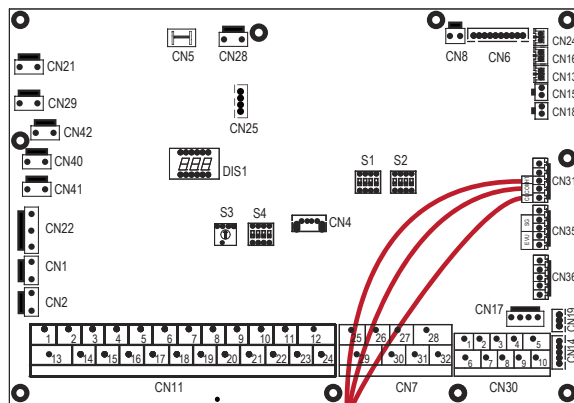 CN21
CN5
CN28
CN8
CN6
CN24
CN16
CN13
CN15
CN18
CN29
CN25
CN42
CN40
DIS1
CN41
S1
S2
CN31
S3
S4
CN4
CN22
SG
EVU
CN35
CN1
CN36
CN2
CN17
CN19
1 2 3 4 5 6 7 8 9 10 11 12
25 26 27 28
1 2 3 4 5
13 14 15 16 17 18 19 20 21 22 23 24
29 30 31 32
6 7 8 9 10
CN14
CN11
CN7
CN30